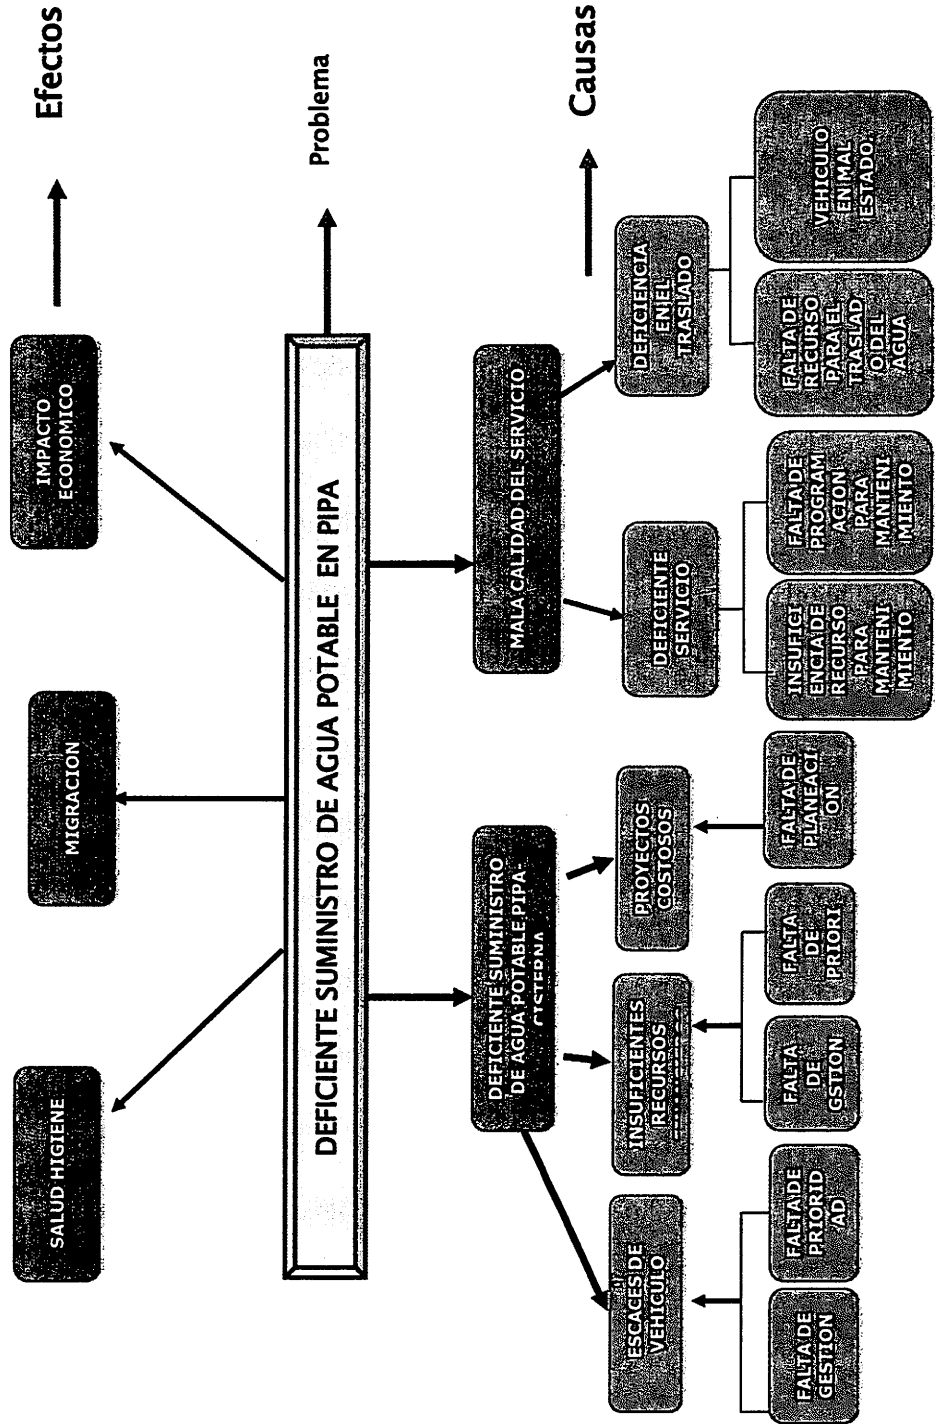 SALUD HIGIENE
MIGRACION
IMPACTO
ECONOMICO
Efectos
DEFICIENTE SUMINISTRO DE AGUA POTABLE EN PIPA
Problema
DEFICIENTE SUMINISTRO
DE AGUA POTABLE PIPA-
CISTERNA
MALA CALIDAD DEL SERVICIO
Causas
ESCACES DE
VEHICULO
INSUFICIENTES
RECURSOS
PROYECTOS
COSTOSOS
DEFICIENTE
SERVICIO
DEFICIENCIA
EN EL
TRASLADO
FALTA DE
GESTION
FALTA DE
PRIORID
AD
FALTA
DE
GSTION
FALTA
DE
PRIORI
FALTA DE
PLANEACI
ON
INSUFICI
ENCIA DE
RECURSO
PARA
MANTENI
MIENTO
FALTA DE
PROGRAM
ACION
PARA
MANTENI
MIENTO
FALTA DE
RECURSO
PARA EL
TRASLAD
O DEL
AGUA
VEHICULO
EN MAL
ESTADO.